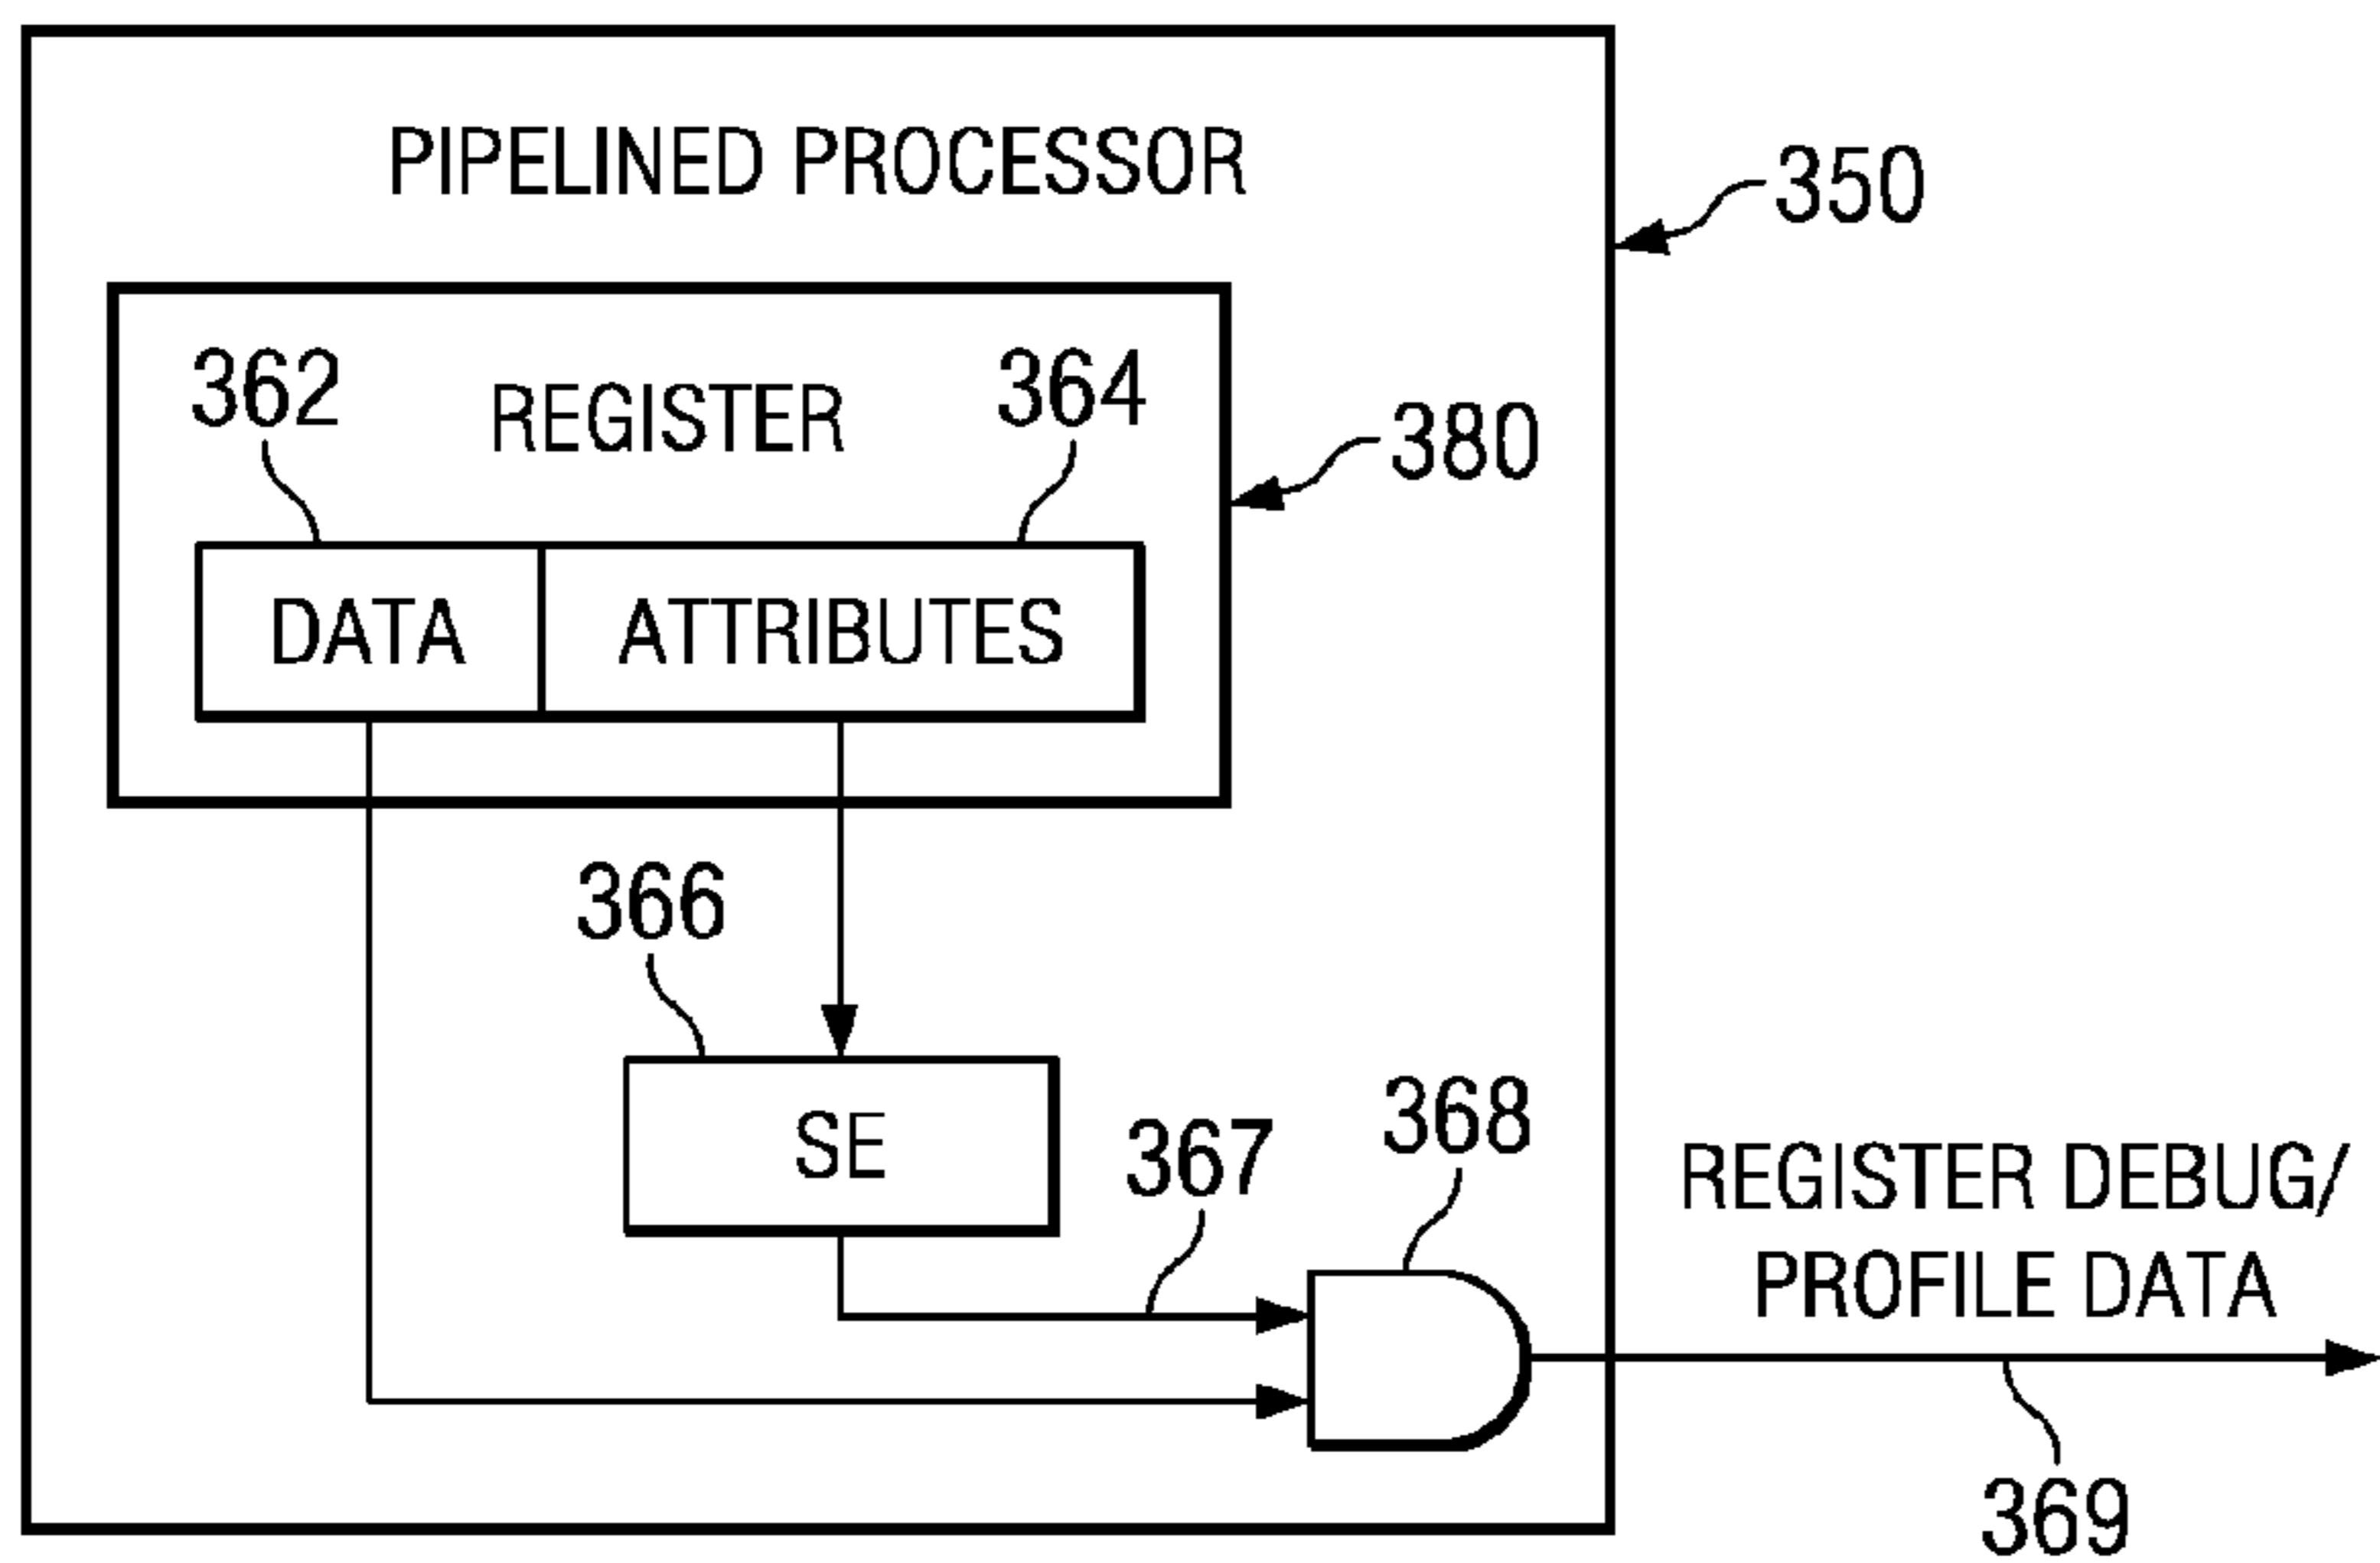 PIPELINED PROCESSOR
350
362
REGISTER
364
380
DATA
ATTRIBUTES
366
SE
367
368
REGISTER DEBUG/
PROFILE DATA
369